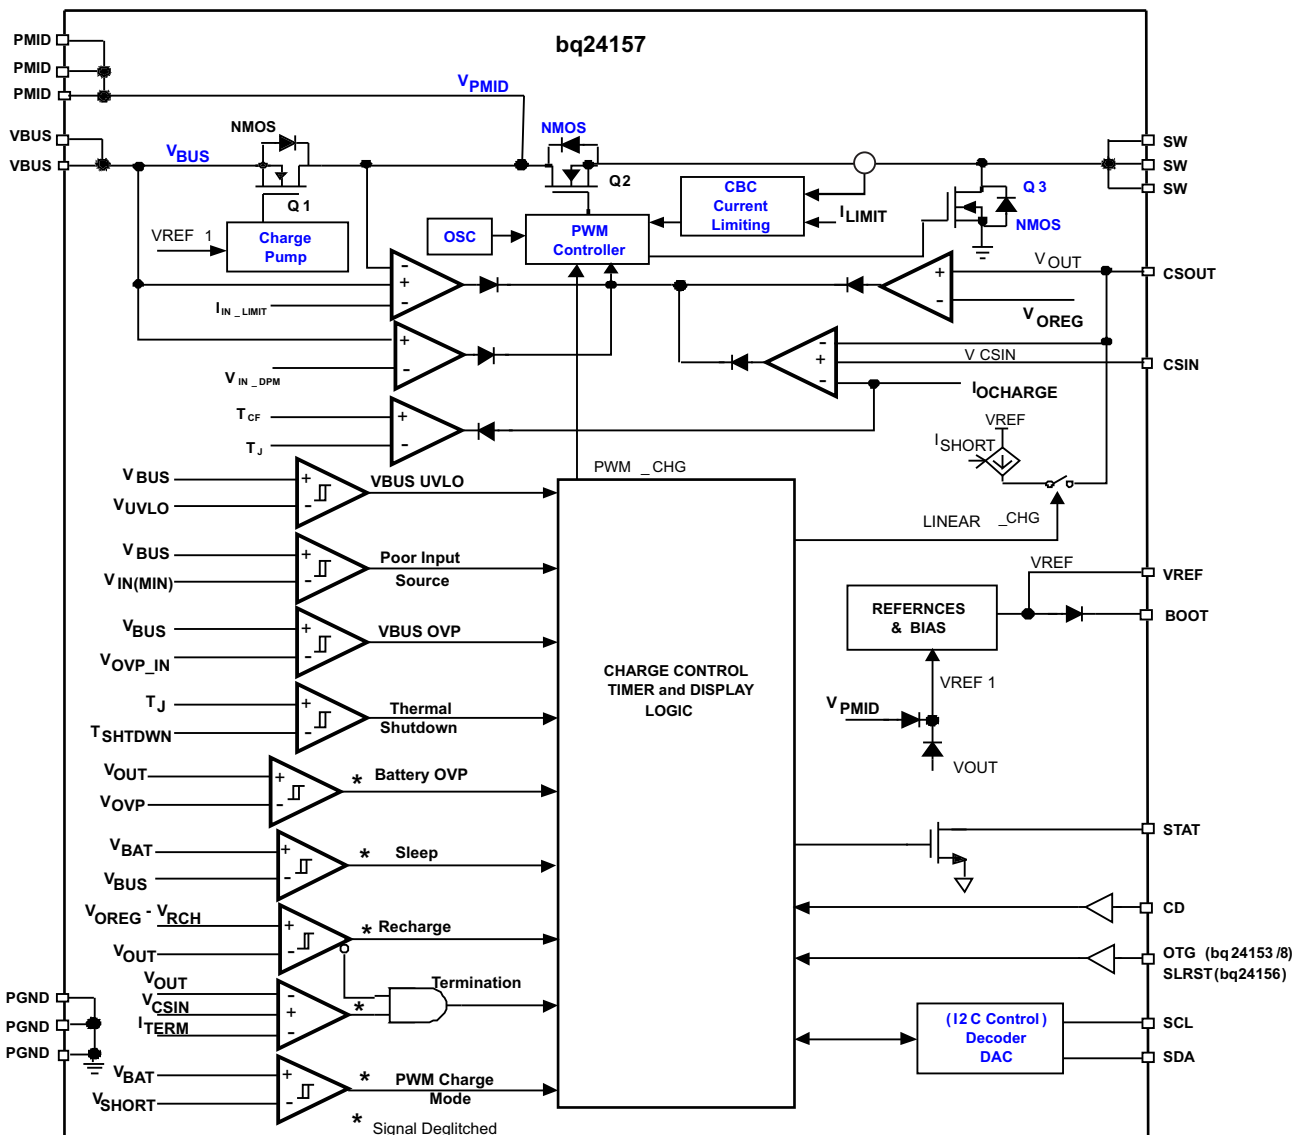 bq24157
PMID
PMID
PMID
VBUS
VBUS
VPMID
VBUS
NMOS
Q1
NMOS
Q2
SW
SW
SW
Q 3
NMOS
CBC
Current
Limiting
ILIMIT
OSC
PWM
Controller
VREF 1
Charge
Pump
VOUT
CSOUT
VOREG
IIN _LIMIT
+
-
-
+
-
+
-
V CSIN
CSIN
-
+
-
IOCHARGE
VIN _DPM
+
-
TCF
TJ
+
-
VREF
ISHORT
PWM _CHG
LINEAR _CHG
VBUS
VUVLO
+
-
VBUS UVLO
VBUS
VIN(MIN)
+
-
Poor Input
Source
VREF
VREF
BOOT
REFERNCES
& BIAS
VREF 1
VPMID
VOUT
VBUS
VOVP_IN
+
-
VBUS OVP
CHARGE CONTROL
TIMER and DISPLAY
LOGIC
TJ
TSHTDWN
+
-
Thermal
Shutdown
VOUT
VOVP
+
-
* Battery OVP
STAT
VBAT
VBUS
+
-
* Sleep
CD
VOREG - VRCH
VOUT
+
-
* Recharge
OTG (bq24153/8)
SLRST(bq24156)
VOUT
VCSIN
ITERM
-
+
-
*
Termination
PGND
PGND
PGND
(I2C Control)
Decoder
DAC
SCL
SDA
VBAT
VSHORT
+
-
* PWM Charge
Mode
* Signal Deglitched